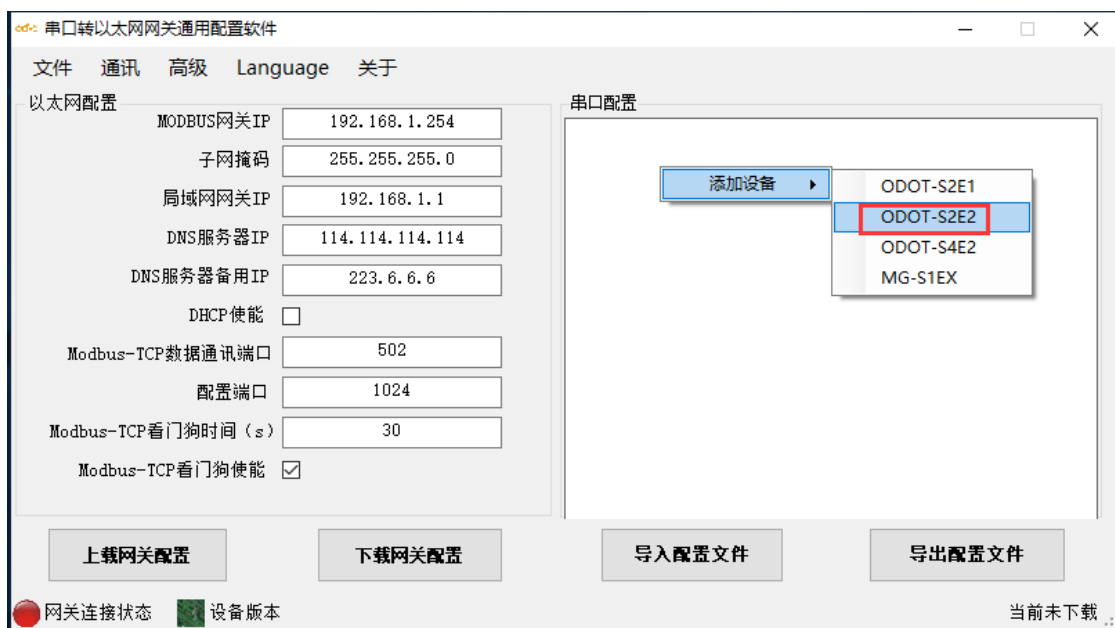 串口转以太网网关通用配置软件
文件 通讯 高级 Language 关于
以太网配置
MODBUS网关IP 192.168.1.254
子网掩码 255.255.255.0
局域网网关IP 192.168.1.1
DNS服务器IP 114.114.114.114
DNS服务器备用IP 223.6.6.6
DHCP使能
Modbus-TCP数据通讯端口 502
配置端口 1024
Modbus-TCP看门狗时间（s） 30
Modbus-TCP看门狗使能
串口配置
添加设备
ODOT-S2E1
ODOT-S2E2
ODOT-S4E2
MG-S1EX
上载网关配置 下载网关配置 导入配置文件 导出配置文件
网关连接状态 设备版本 当前未下载